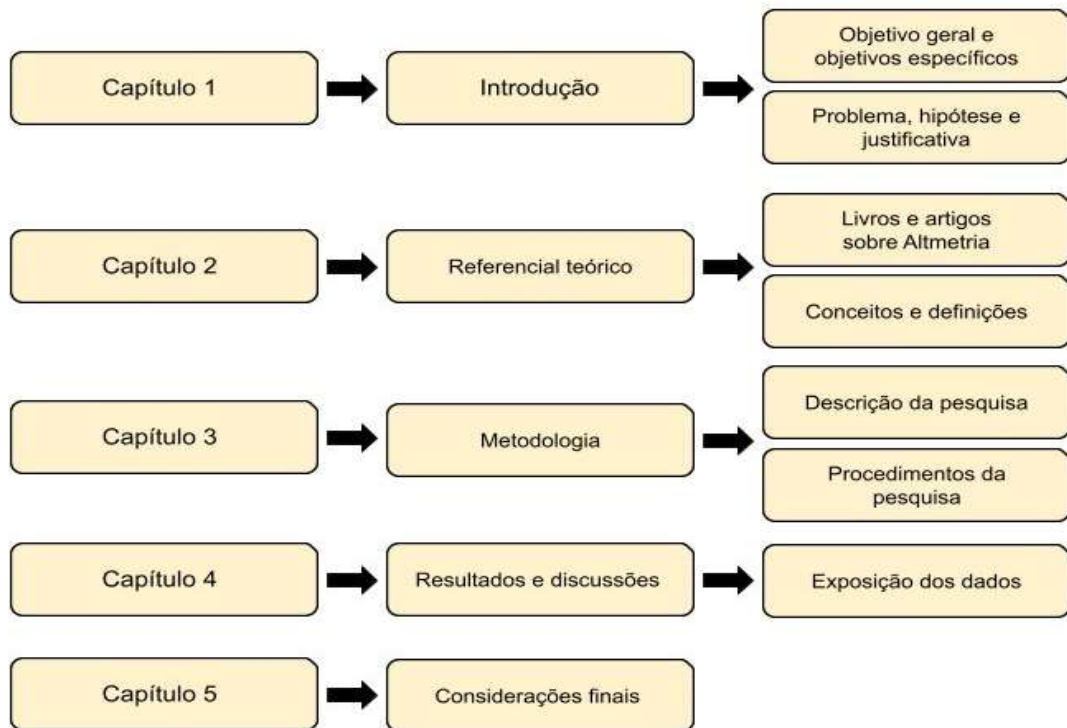 Capítulo 1
Introdução
Objetivo geral e
objetivos específicos
Problema, hipótese e
justificativa
Capítulo 2
Referencial teórico
Livros e artigos
sobre Altmetria
Conceitos e definições
Capítulo 3
Metodologia
Descrição da pesquisa
Procedimentos da
pesquisa
Capítulo 4
Resultados e discussões
Exposição dos dados
Capítulo 5
Considerações finais